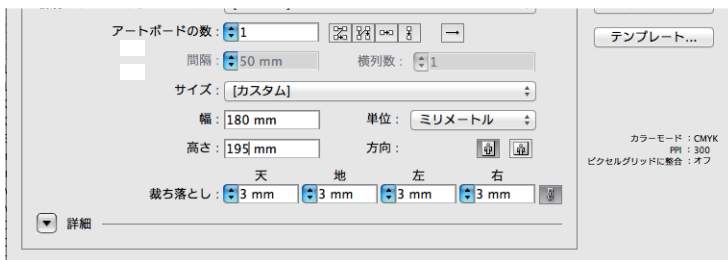 アートボードの数: 1
テンプレート...
間隔: 50 mm 横列数: 1
サイズ: [カスタム]
幅: 180 mm 単位: ミリメートル
高さ: 195 mm 方向:
カラーモード : CMYK
PPI : 300
ピクセルグリッドに整合 : オフ
天 地 左 右
裁ち落とし: 3 mm 3 mm 3 mm 3 mm
詳細